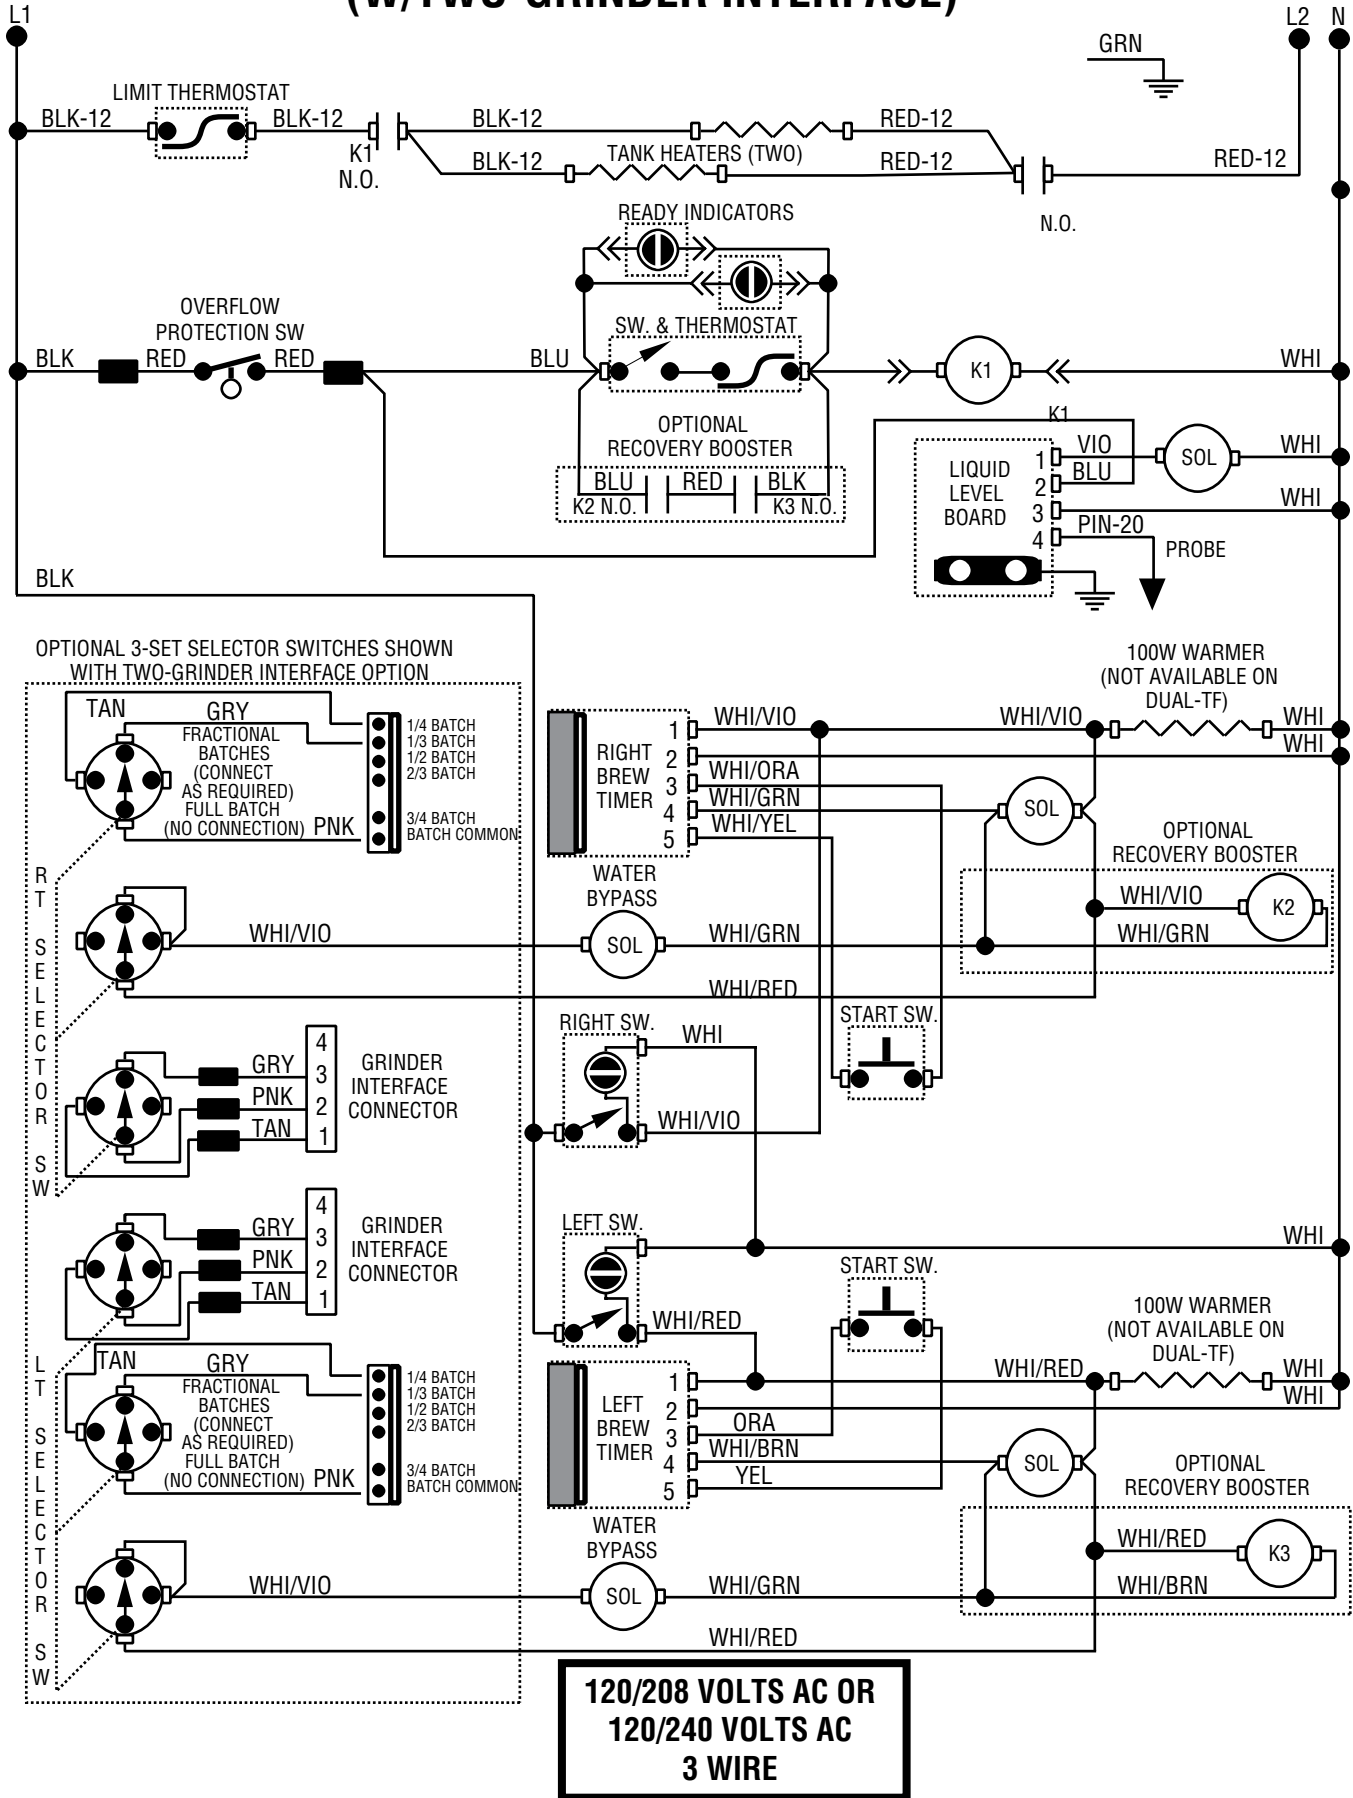 (W/TWO-GRINDER INTERFACE)
L1
L2 N
GRN
LIMIT THERMOSTAT
BLK-12
BLK-12
BLK-12
RED-12
K1
N.O.
BLK-12
TANK HEATERS (TWO)
RED-12
RED-12
N.O.
READY INDICATORS
OVERFLOW
PROTECTION SW
SW. & THERMOSTAT
BLK
RED
RED
BLU
K1
WHI
K1
OPTIONAL
RECOVERY BOOSTER
BLU
RED
BLK
K2 N.O.
K3 N.O.
LIQUID
LEVEL
BOARD
1
2
3
4
VIO
BLU
SOL
WHI
WHI
PIN-20
PROBE
BLK
OPTIONAL 3-SET SELECTOR SWITCHES SHOWN
WITH TWO-GRINDER INTERFACE OPTION
TAN
GRY
FRACTIONAL
BATCHES
(CONNECT
AS REQUIRED)
FULL BATCH
(NO CONNECTION)
PNK
1/4 BATCH
1/3 BATCH
1/2 BATCH
2/3 BATCH
3/4 BATCH
BATCH COMMON
RT SELECTOR SW
WHI/VIO
GRY
PNK
TAN
4
3
2
1
GRINDER
INTERFACE
CONNECTOR
RIGHT
BREW
TIMER
1
2
3
4
5
WHI/VIO
WHI/VIO
100W WARMER
(NOT AVAILABLE ON
DUAL-TF)
WHI
WHI
WHI/ORA
WHI/GRN
WHI/YEL
SOL
OPTIONAL
RECOVERY BOOSTER
WATER
BYPASS
SOL
WHI/VIO
K2
WHI/GRN
WHI/GRN
WHI/RED
RIGHT SW.
WHI
START SW.
WHI/VIO
4
3
2
1
GRY
PNK
TAN
GRINDER
INTERFACE
CONNECTOR
LEFT SW.
WHI
START SW.
WHI/RED
LT SELECTOR SW
TAN
GRY
FRACTIONAL
BATCHES
(CONNECT
AS REQUIRED)
FULL BATCH
(NO CONNECTION)
PNK
1/4 BATCH
1/3 BATCH
1/2 BATCH
2/3 BATCH
3/4 BATCH
BATCH COMMON
LEFT
BREW
TIMER
1
2
3
4
5
100W WARMER
(NOT AVAILABLE ON
DUAL-TF)
WHI/RED
WHI
WHI
ORA
WHI/BRN
YEL
SOL
OPTIONAL
RECOVERY BOOSTER
WATER
BYPASS
WHI/VIO
SOL
WHI/GRN
WHI/RED
K3
WHI/BRN
WHI/RED
120/208 VOLTS AC OR
120/240 VOLTS AC
3 WIRE